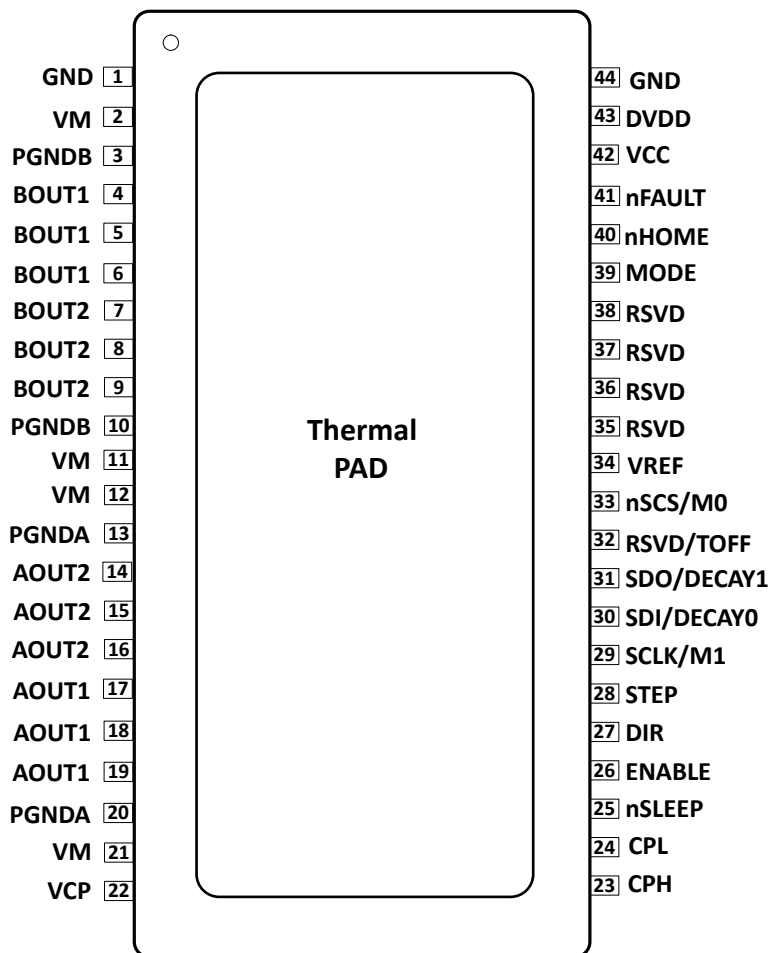 GND 1
VM 2
PGNDB 3
BOUT1 4
BOUT1 5
BOUT1 6
BOUT2 7
BOUT2 8
BOUT2 9
PGNDB 10
VM 11
VM 12
PGNDA 13
AOUT2 14
AOUT2 15
AOUT2 16
AOUT1 17
AOUT1 18
AOUT1 19
PGNDA 20
VM 21
VCP 22
Thermal
PAD
44 GND
43 DVDD
42 VCC
41 nFAULT
40 nHOME
39 MODE
38 RSVD
37 RSVD
36 RSVD
35 RSVD
34 VREF
33 nSCS/M0
32 RSVD/TOFF
31 SDO/DECAY1
30 SDI/DECAY0
29 SCLK/M1
28 STEP
27 DIR
26 ENABLE
25 nSLEEP
24 CPL
23 CPH